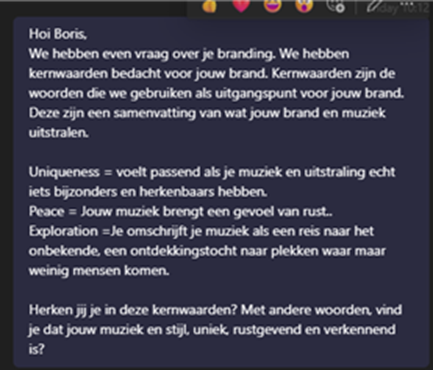 day 10:12
Hoi Boris,
We hebben even vraag over je branding. We hebben
kernwaarden bedacht voor jouw brand. Kernwaarden zijn de
woorden die we gebruiken als uitgangspunt voor jouw brand.
Deze zijn een samenvatting van wat jouw brand en muziek
uitstralen.
Uniqueness = voelt passend als je muziek en uitstraling echt
iets bijzonders en herkenbaars hebben.
Peace = Jouw muziek brengt een gevoel van rust..
Exploration =Je omschrijft je muziek als een reis naar het
onbekende, een ontdekkingstocht naar plekken waar maar
weinig mensen komen.
Herken jij je in deze kernwaarden? Met andere woorden, vind
je dat jouw muziek en stijl, uniek, rustgevend en verkennend
is?